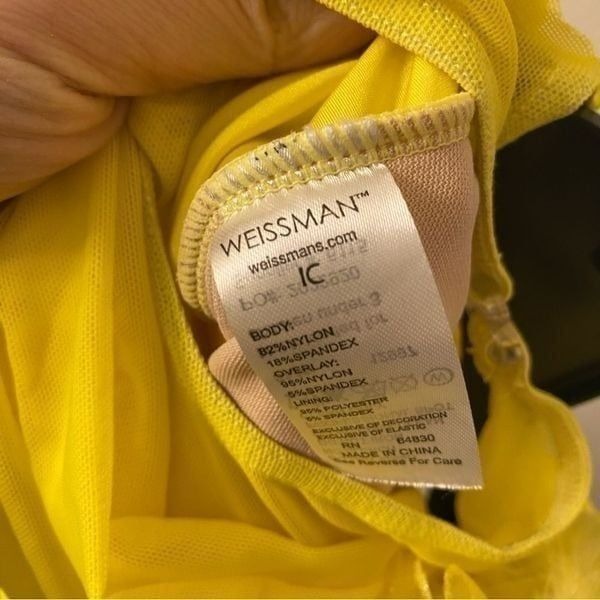 WEISSMAN™
weissmans.com
IC
BODY:
82%NYLON
18%SPANDEX
OVERLAY:
95%NYLON
5%SPANDEX
LINING:
95% POLYESTER
5% SPANDEX
EXCLUSIVE OF DECORATION
EXCLUSIVE OF ELASTIC
RN 64830
MADE IN CHINA
See Reverse For Care